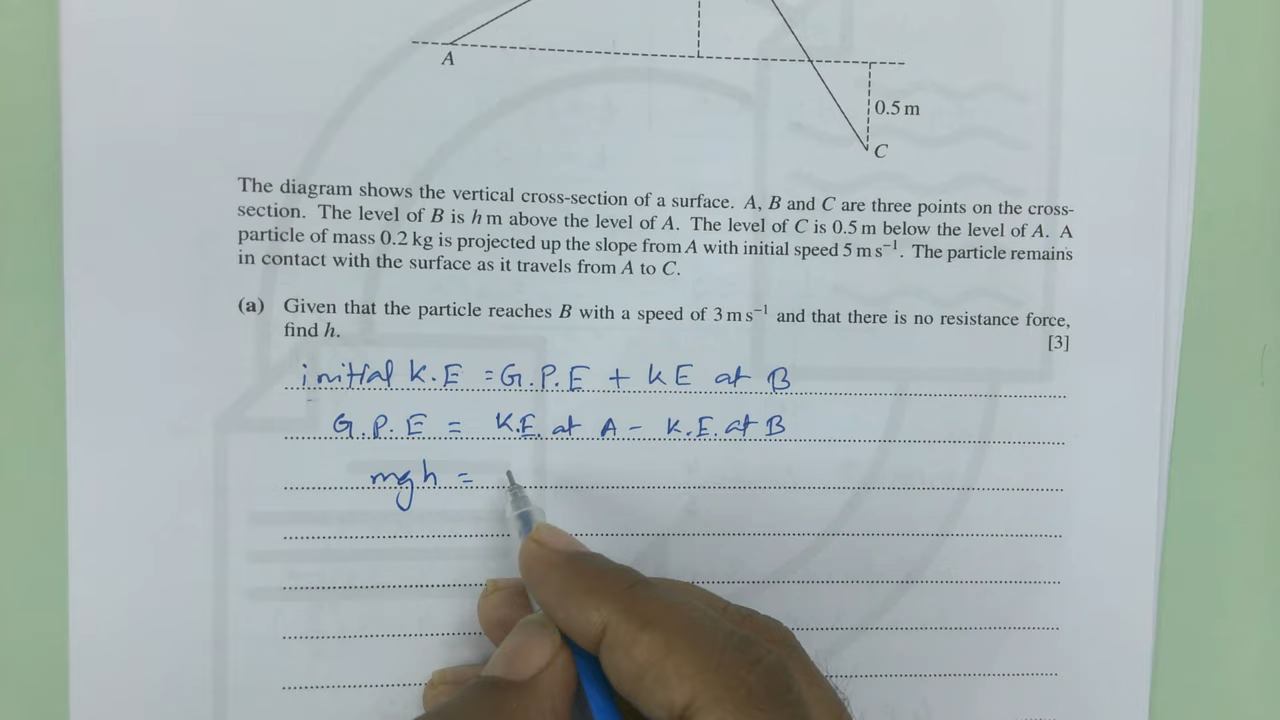 A
0.5 m
C
The diagram shows the vertical cross-section of a surface. A, B and C are three points on the cross-
section. The level of B is h m above the level of A. The level of C is 0.5 m below the level of A. A
particle of mass 0.2 kg is projected up the slope from A with initial speed 5 m s⁻¹. The particle remains
in contact with the surface as it travels from A to C.
(a) Given that the particle reaches B with a speed of 3 m s⁻¹ and that there is no resistance force,
find h. [3]
initial K.E = G.P.E + KE at B
G.P.E = K.E. at A - K.E. at B
mgh =